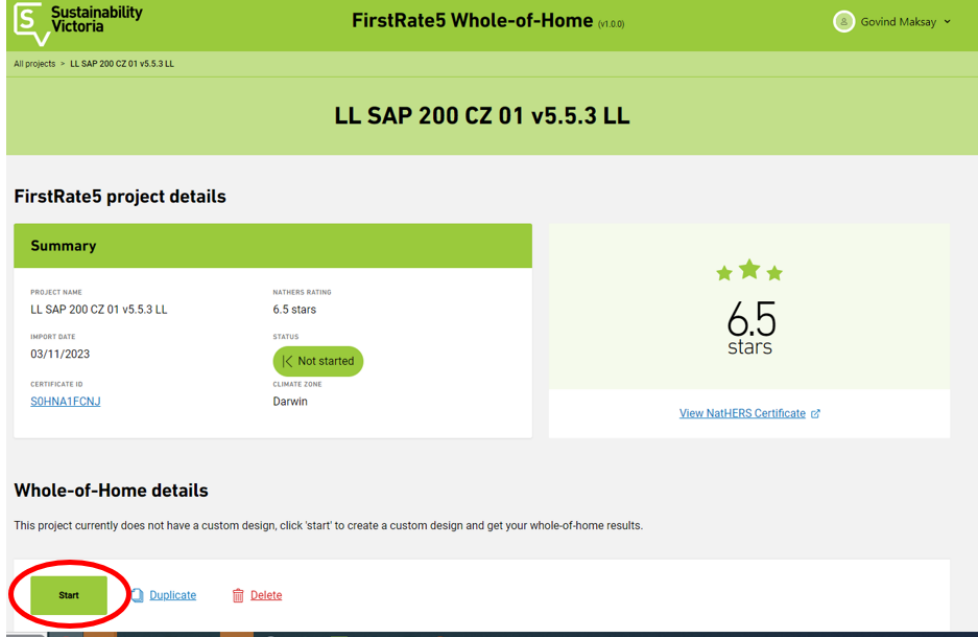 Sustainability
Victoria
FirstRate5 Whole-of-Home (v1.0.0)
Govind Maksay
All projects > LL SAP 200 CZ 01 v5.5.3 LL
LL SAP 200 CZ 01 v5.5.3 LL
FirstRate5 project details
Summary
PROJECT NAME
LL SAP 200 CZ 01 v5.5.3 LL
NATHERS RATING
6.5 stars
IMPORT DATE
03/11/2023
STATUS
Not started
CERTIFICATE ID
S0HNA1FCNJ
CLIMATE ZONE
Darwin
6.5
stars
View NatHERS Certificate
Whole-of-Home details
This project currently does not have a custom design, click 'start' to create a custom design and get your whole-of-home results.
Start
Duplicate
Delete